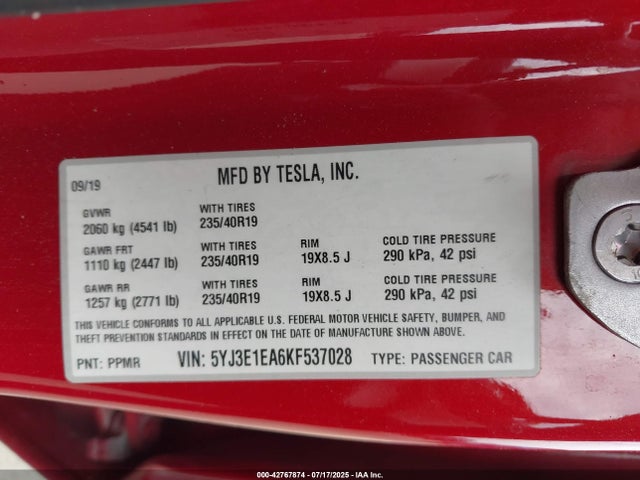 MFD BY TESLA, INC.
09/19
GVWR
2060 kg (4541 lb)
WITH TIRES
235/40R19
GAWR FRT
1110 kg (2447 lb)
WITH TIRES
235/40R19
RIM
19X8.5 J
COLD TIRE PRESSURE
290 kPa, 42 psi
GAWR RR
1257 kg (2771 lb)
WITH TIRES
235/40R19
RIM
19X8.5 J
COLD TIRE PRESSURE
290 kPa, 42 psi
THIS VEHICLE CONFORMS TO ALL APPLICABLE U.S. FEDERAL MOTOR VEHICLE SAFETY, BUMPER, AND
THEFT PREVENTION STANDARDS IN EFFECT ON THE DATE OF MANUFACTURE SHOWN ABOVE.
PNT: PPMR VIN: 5YJ3E1EA6KF537028 TYPE: PASSENGER CAR
000-42767874 | 07/17/2025 - IAA Inc.